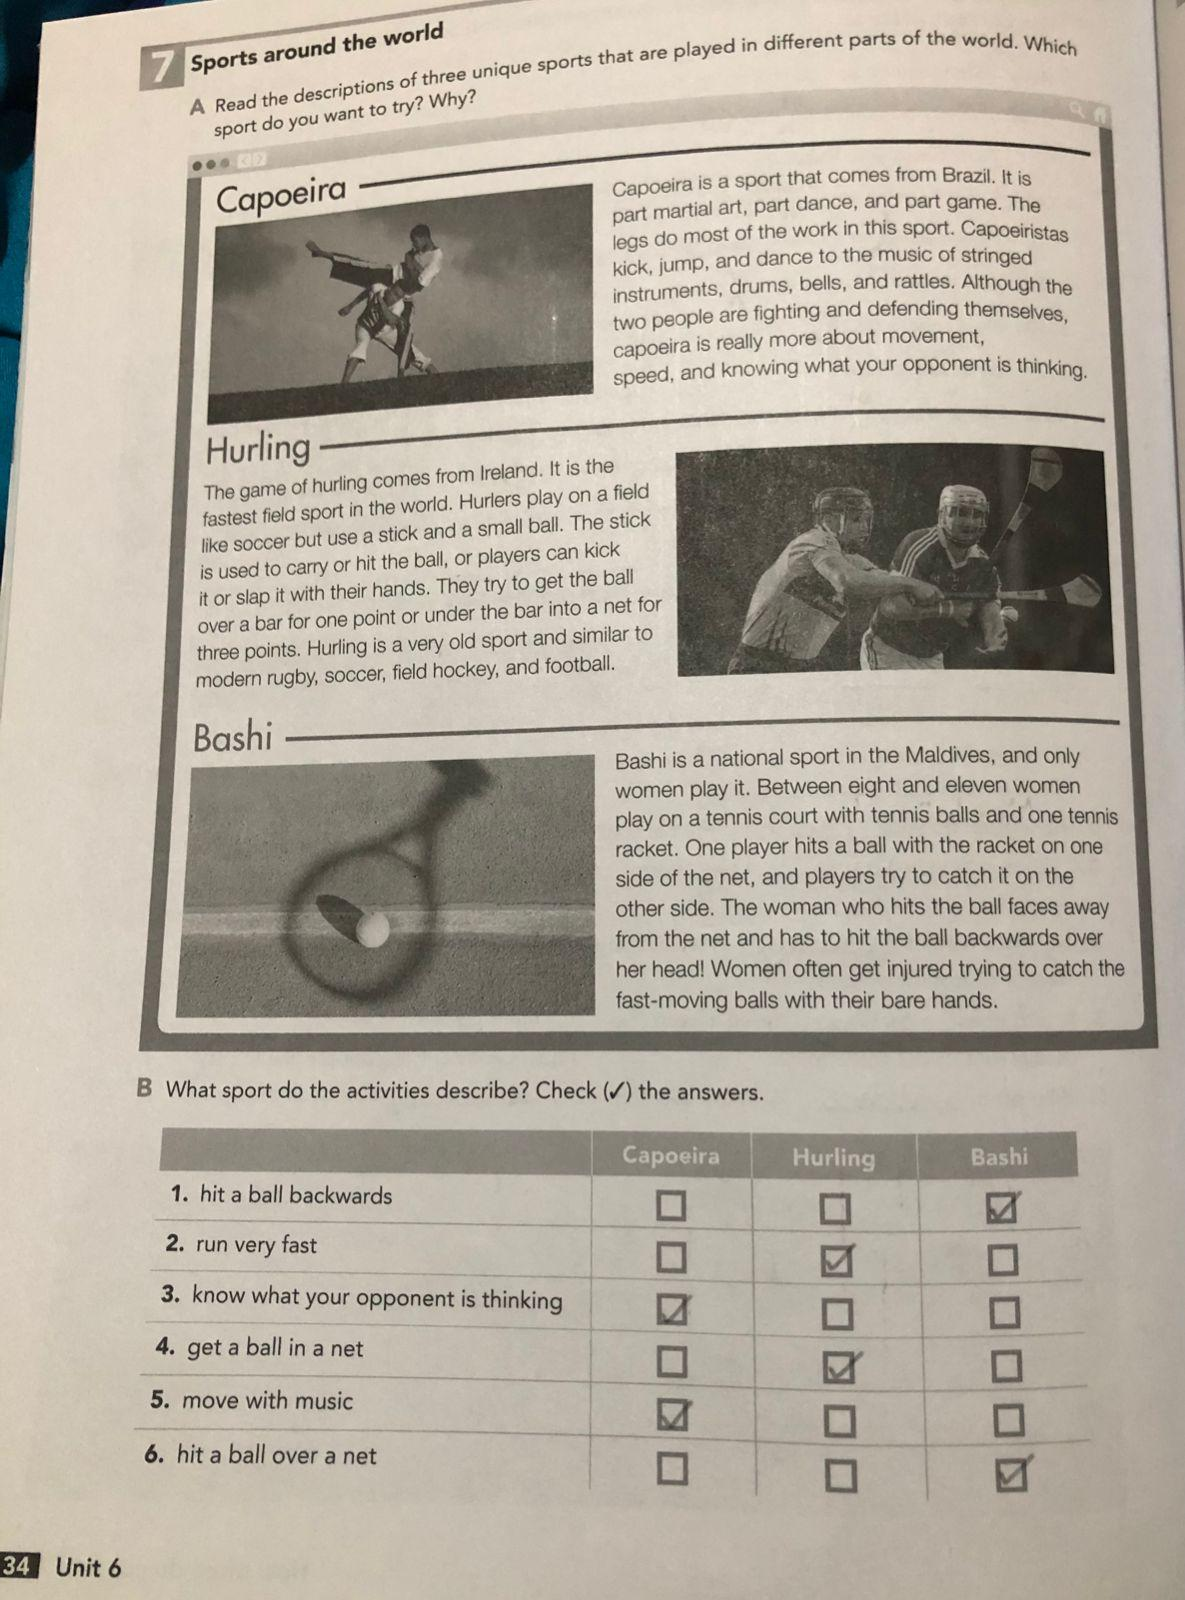 7 Sports around the world
A Read the descriptions of three unique sports that are played in different parts of the world. Which
sport do you want to try? Why?
Capoeira
Capoeira is a sport that comes from Brazil. It is
part martial art, part dance, and part game. The
legs do most of the work in this sport. Capoeiristas
kick, jump, and dance to the music of stringed
instruments, drums, bells, and rattles. Although the
two people are fighting and defending themselves,
capoeira is really more about movement,
speed, and knowing what your opponent is thinking.
Hurling
The game of hurling comes from Ireland. It is the
fastest field sport in the world. Hurlers play on a field
like soccer but use a stick and a small ball. The stick
is used to carry or hit the ball, or players can kick
it or slap it with their hands. They try to get the ball
over a bar for one point or under the bar into a net for
three points. Hurling is a very old sport and similar to
modern rugby, soccer, field hockey, and football.
Bashi
Bashi is a national sport in the Maldives, and only
women play it. Between eight and eleven women
play on a tennis court with tennis balls and one tennis
racket. One player hits a ball with the racket on one
side of the net, and players try to catch it on the
other side. The woman who hits the ball faces away
from the net and has to hit the ball backwards over
her head! Women often get injured trying to catch the
fast-moving balls with their bare hands.
B What sport do the activities describe? Check (✓) the answers.
Capoeira Hurling Bashi
1. hit a ball backwards
2. run very fast
3. know what your opponent is thinking
4. get a ball in a net
5. move with music
6. hit a ball over a net
34 Unit 6